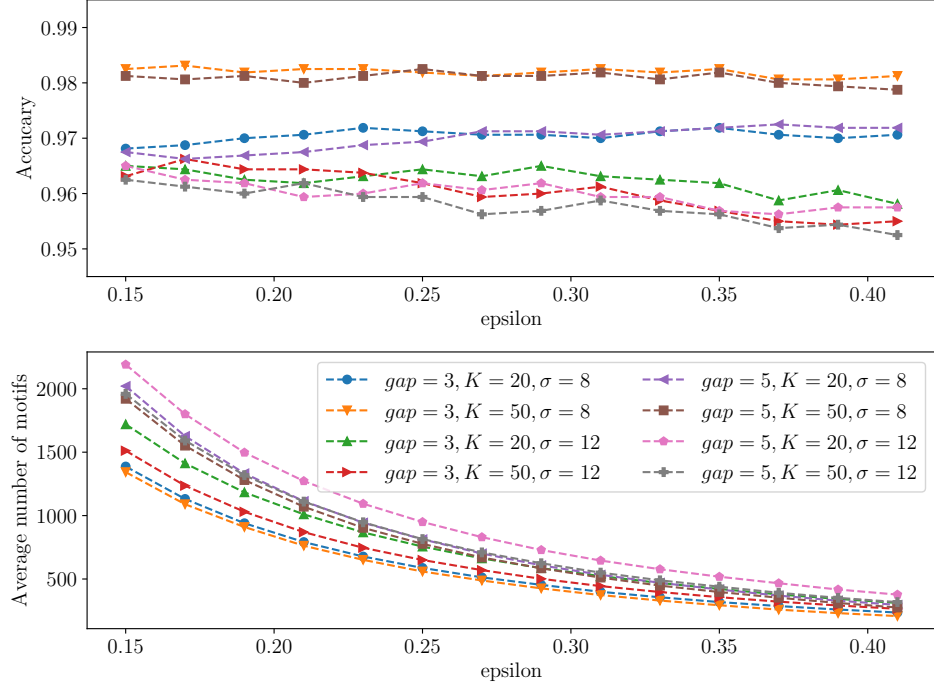 0.99
0.98
0.97
0.96
0.95
Accucary
0.15 0.20 0.25 0.30 0.35 0.40
epsilon
2000
1500
1000
500
Average number of motifs
gap = 3, K = 20, σ = 8
gap = 3, K = 50, σ = 8
gap = 3, K = 20, σ = 12
gap = 3, K = 50, σ = 12
gap = 5, K = 20, σ = 8
gap = 5, K = 50, σ = 8
gap = 5, K = 20, σ = 12
gap = 5, K = 50, σ = 12
0.15 0.20 0.25 0.30 0.35 0.40
epsilon